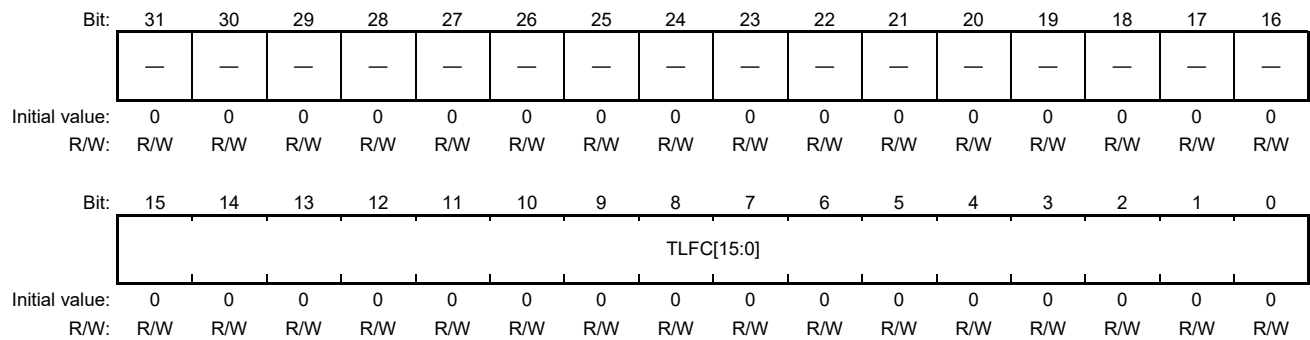 Bit: 31 30 29 28 27 26 25 24 23 22 21 20 19 18 17 16
— — — — — — — — — — — — — — — —
Initial value: 0 0 0 0 0 0 0 0 0 0 0 0 0 0 0 0
R/W: R/W R/W R/W R/W R/W R/W R/W R/W R/W R/W R/W R/W R/W R/W R/W R/W
Bit: 15 14 13 12 11 10 9 8 7 6 5 4 3 2 1 0
TLFC[15:0]
Initial value: 0 0 0 0 0 0 0 0 0 0 0 0 0 0 0 0
R/W: R/W R/W R/W R/W R/W R/W R/W R/W R/W R/W R/W R/W R/W R/W R/W R/W